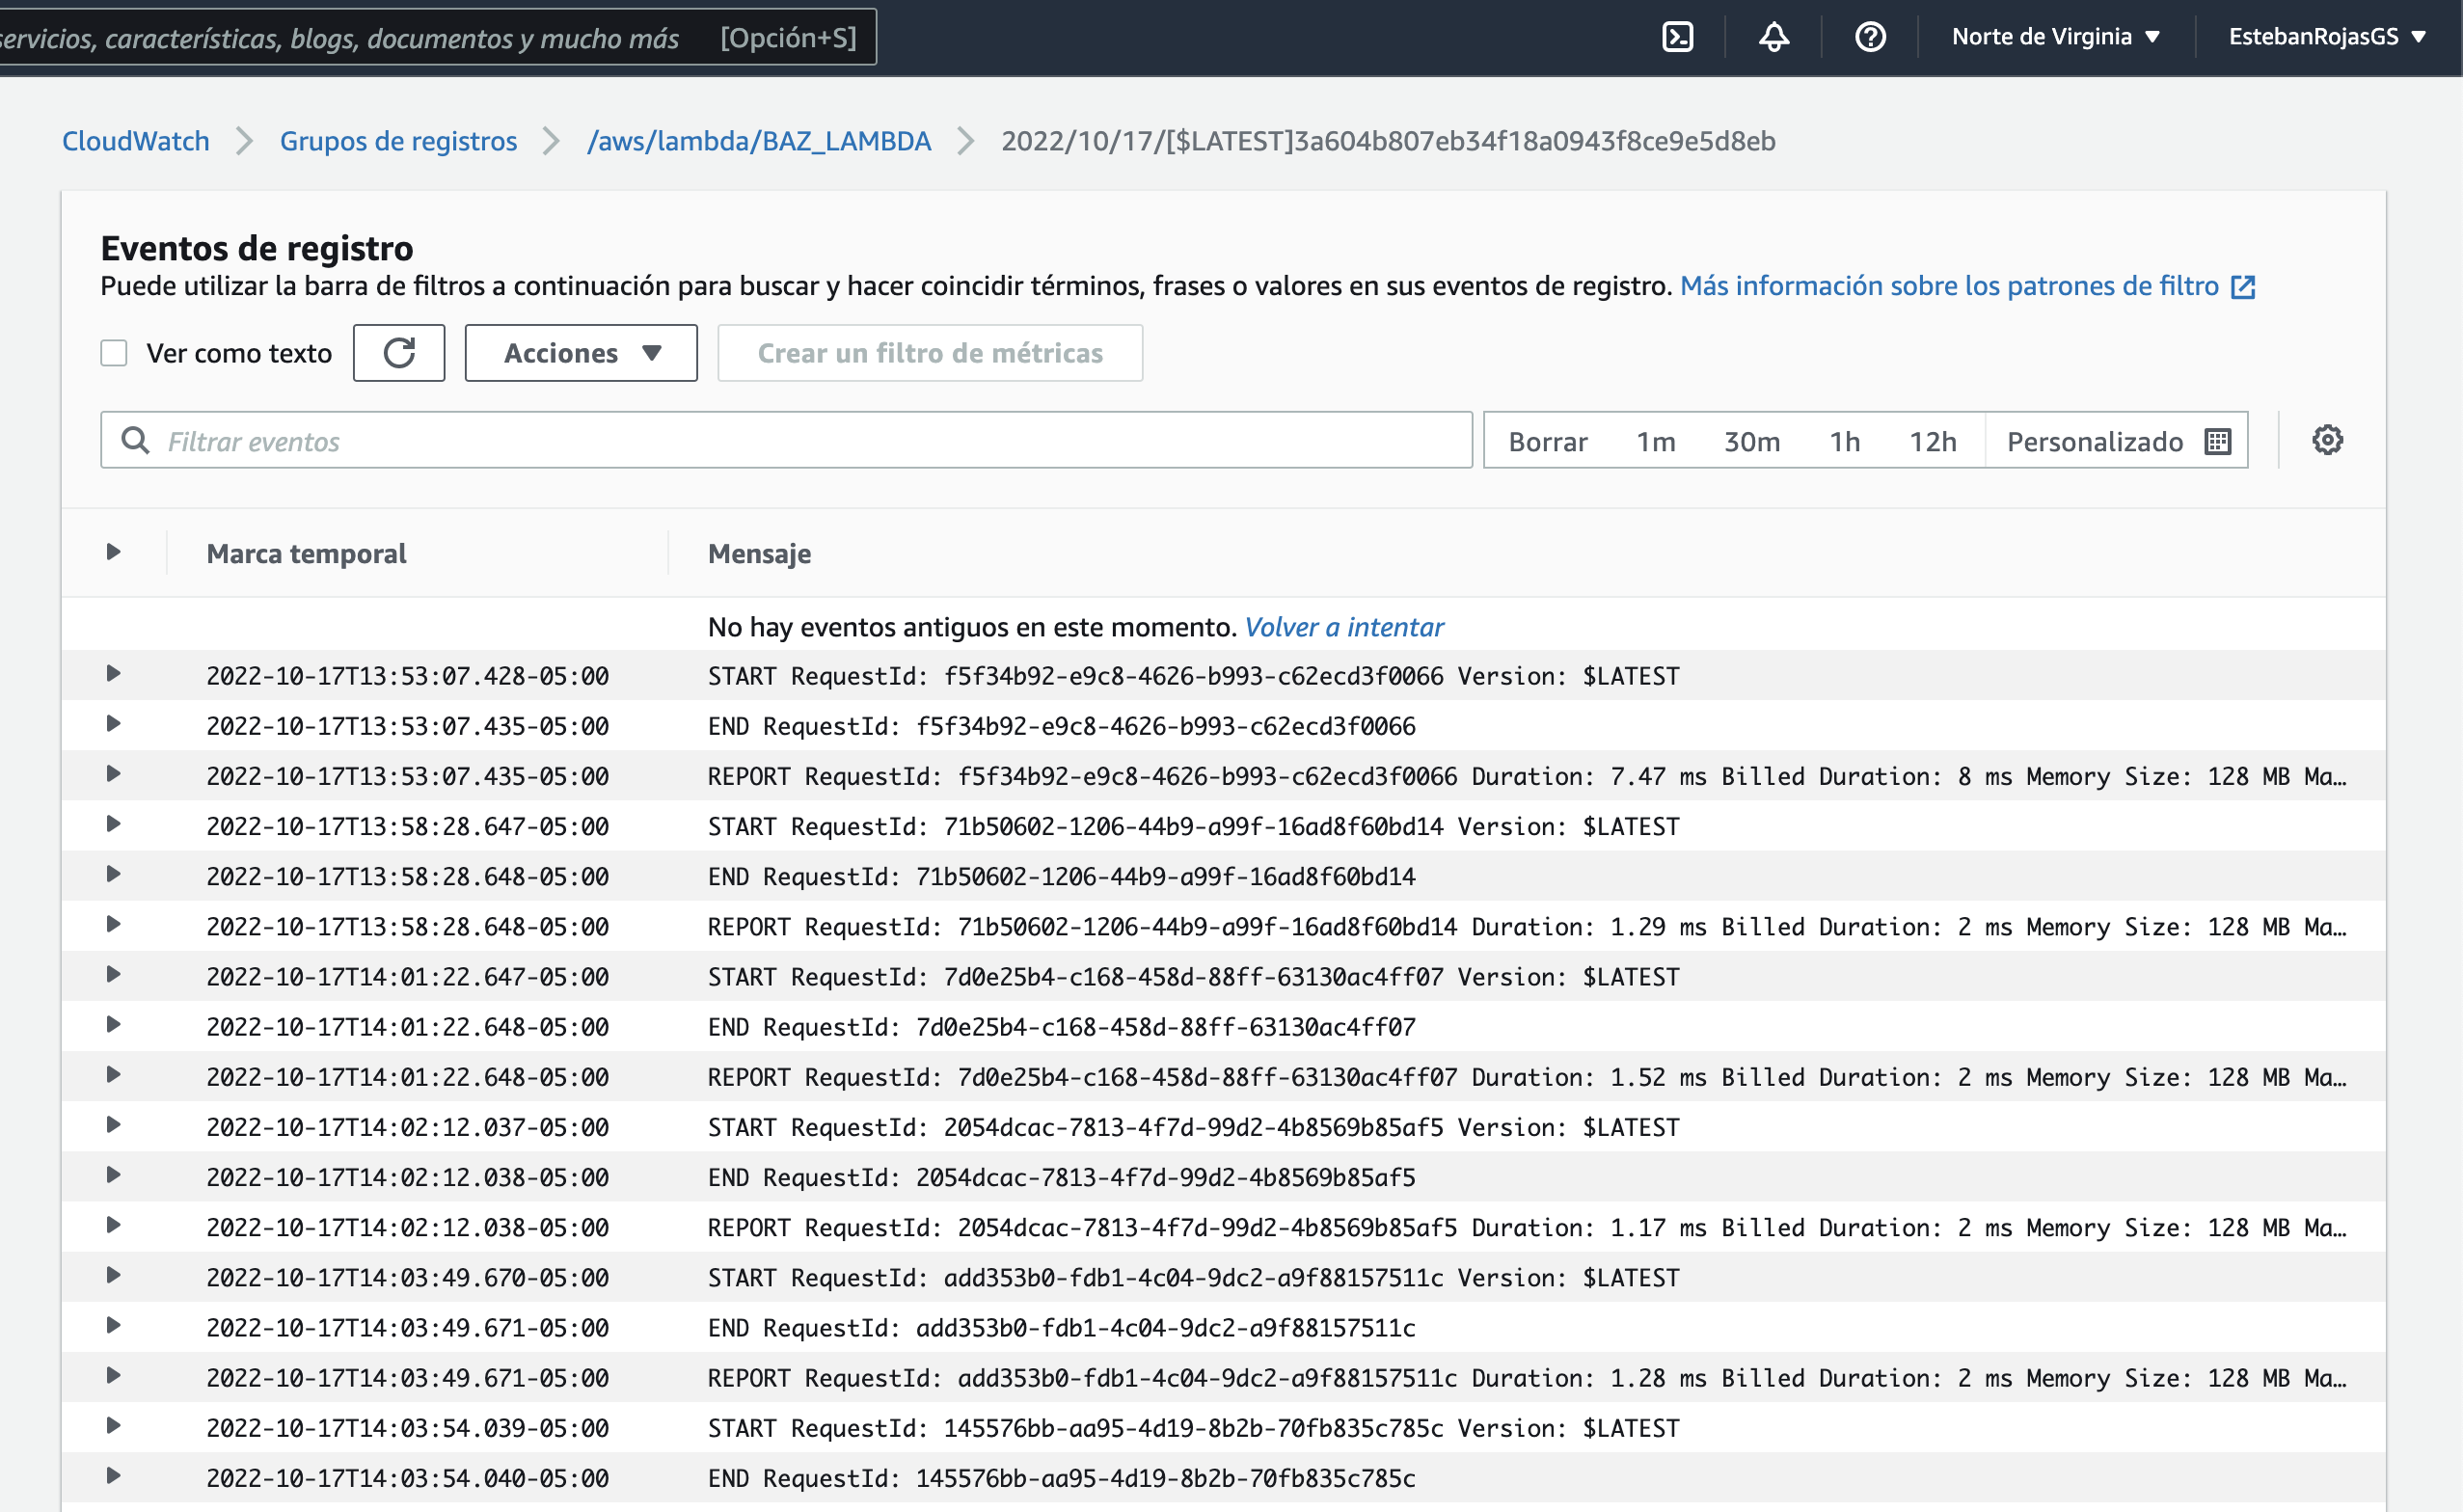 servicios, características, blogs, documentos y mucho más [Opción+S] Norte de Virginia EstebanRojasGS
CloudWatch Grupos de registros /aws/lambda/BAZ_LAMBDA 2022/10/17/[$LATEST]3a604b807eb34f18a0943f8ce9e5d8eb
Eventos de registro
Puede utilizar la barra de filtros a continuación para buscar y hacer coincidir términos, frases o valores en sus eventos de registro. Más información sobre los patrones de filtro
Ver como texto Acciones Crear un filtro de métricas
Filtrar eventos Borrar 1m 30m 1h 12h Personalizado
Marca temporal Mensaje
No hay eventos antiguos en este momento. Volver a intentar
2022-10-17T13:53:07.428-05:00 START RequestId: f5f34b92-e9c8-4626-b993-c62ecd3f0066 Version: $LATEST
2022-10-17T13:53:07.435-05:00 END RequestId: f5f34b92-e9c8-4626-b993-c62ecd3f0066
2022-10-17T13:53:07.435-05:00 REPORT RequestId: f5f34b92-e9c8-4626-b993-c62ecd3f0066 Duration: 7.47 ms Billed Duration: 8 ms Memory Size: 128 MB Ma…
2022-10-17T13:58:28.647-05:00 START RequestId: 71b50602-1206-44b9-a99f-16ad8f60bd14 Version: $LATEST
2022-10-17T13:58:28.648-05:00 END RequestId: 71b50602-1206-44b9-a99f-16ad8f60bd14
2022-10-17T13:58:28.648-05:00 REPORT RequestId: 71b50602-1206-44b9-a99f-16ad8f60bd14 Duration: 1.29 ms Billed Duration: 2 ms Memory Size: 128 MB Ma…
2022-10-17T14:01:22.647-05:00 START RequestId: 7d0e25b4-c168-458d-88ff-63130ac4ff07 Version: $LATEST
2022-10-17T14:01:22.648-05:00 END RequestId: 7d0e25b4-c168-458d-88ff-63130ac4ff07
2022-10-17T14:01:22.648-05:00 REPORT RequestId: 7d0e25b4-c168-458d-88ff-63130ac4ff07 Duration: 1.52 ms Billed Duration: 2 ms Memory Size: 128 MB Ma…
2022-10-17T14:02:12.037-05:00 START RequestId: 2054dcac-7813-4f7d-99d2-4b8569b85af5 Version: $LATEST
2022-10-17T14:02:12.038-05:00 END RequestId: 2054dcac-7813-4f7d-99d2-4b8569b85af5
2022-10-17T14:02:12.038-05:00 REPORT RequestId: 2054dcac-7813-4f7d-99d2-4b8569b85af5 Duration: 1.17 ms Billed Duration: 2 ms Memory Size: 128 MB Ma…
2022-10-17T14:03:49.670-05:00 START RequestId: add353b0-fdb1-4c04-9dc2-a9f88157511c Version: $LATEST
2022-10-17T14:03:49.671-05:00 END RequestId: add353b0-fdb1-4c04-9dc2-a9f88157511c
2022-10-17T14:03:49.671-05:00 REPORT RequestId: add353b0-fdb1-4c04-9dc2-a9f88157511c Duration: 1.28 ms Billed Duration: 2 ms Memory Size: 128 MB Ma…
2022-10-17T14:03:54.039-05:00 START RequestId: 145576bb-aa95-4d19-8b2b-70fb835c785c Version: $LATEST
2022-10-17T14:03:54.040-05:00 END RequestId: 145576bb-aa95-4d19-8b2b-70fb835c785c